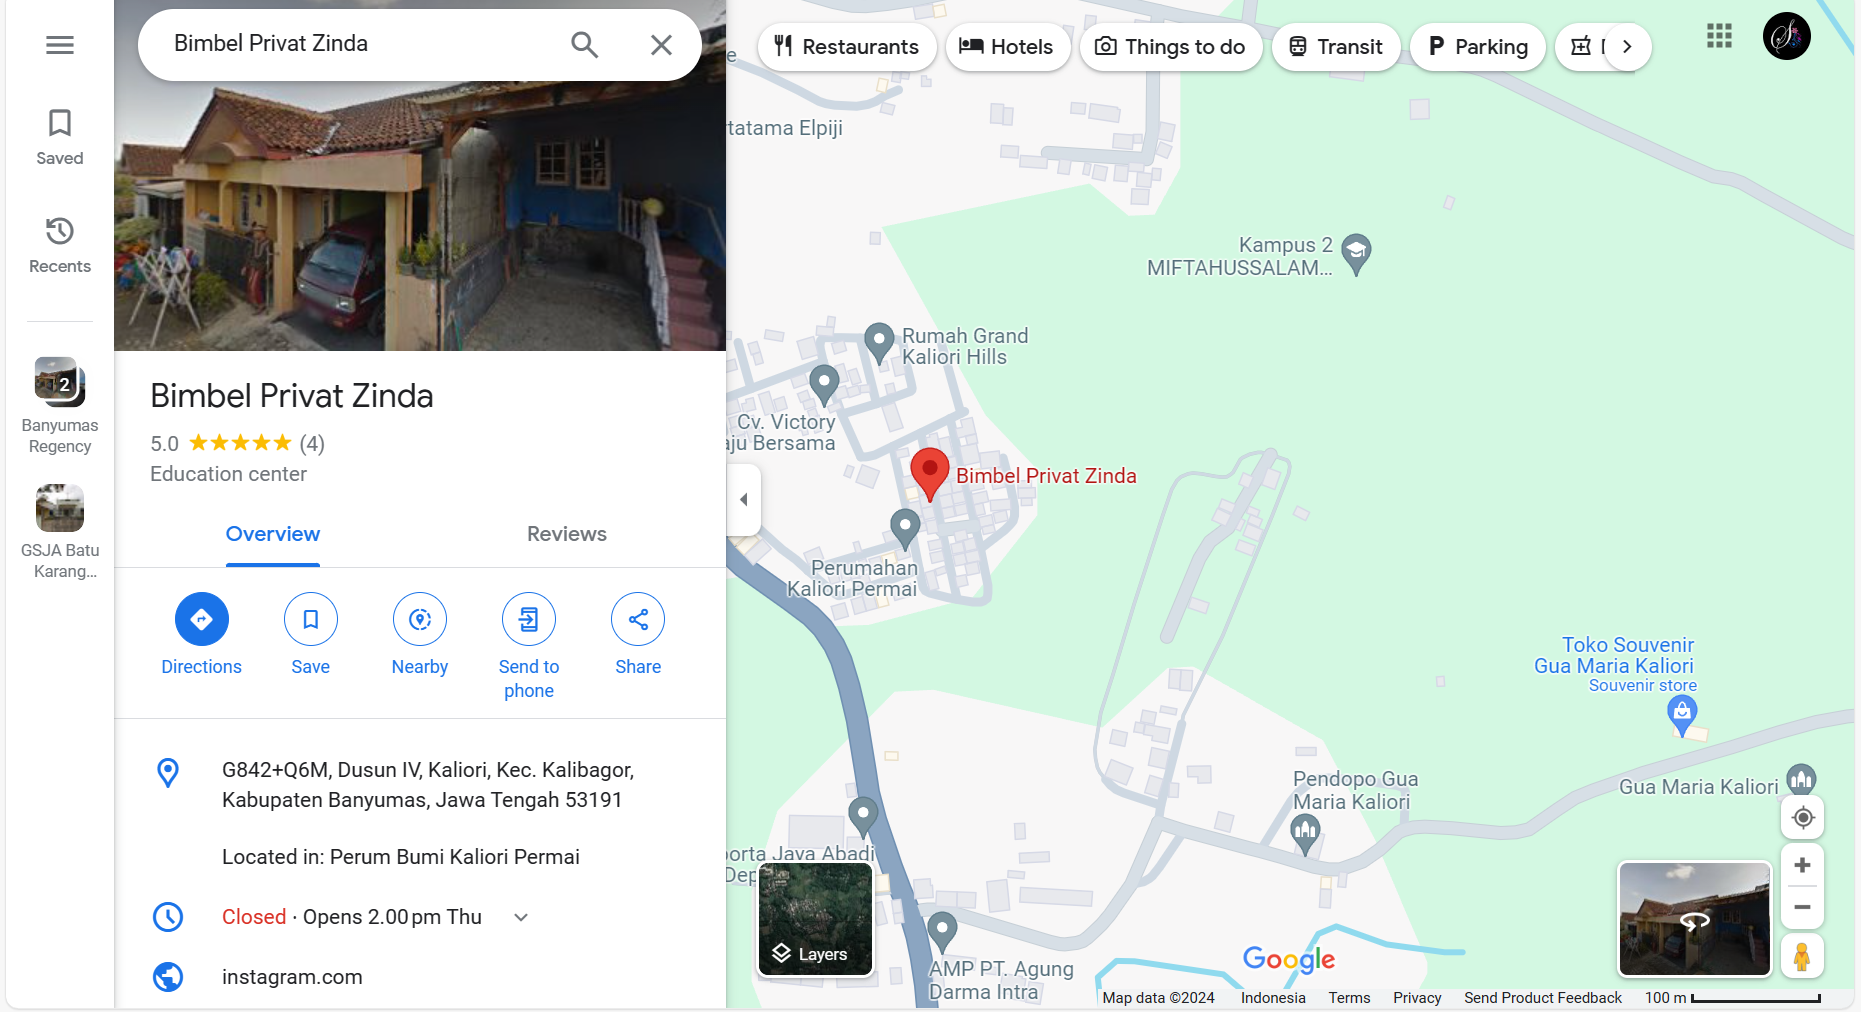 Bimbel Privat Zinda
Saved
Recents
2
Banyumas
Regency
GSJA Batu
Karang...
Bimbel Privat Zinda
5.0 (4)
Education center
Overview
Reviews
Directions
Save
Nearby
Send to
phone
Share
G842+Q6M, Dusun IV, Kaliori, Kec. Kalibagor,
Kabupaten Banyumas, Jawa Tengah 53191
Located in: Perum Bumi Kaliori Permai
Closed · Opens 2.00 pm Thu
instagram.com
Restaurants
Hotels
Things to do
Transit
Parking
e
rtatama Elpiji
Kampus 2
MIFTAHUSSALAM...
Rumah Grand
Kaliori Hills
Cv. Victory
aju Bersama
Bimbel Privat Zinda
Perumahan
Kaliori Permai
Toko Souvenir
Gua Maria Kaliori
Souvenir store
Pendopo Gua
Maria Kaliori
Gua Maria Kaliori
orta Java Abadi
Dep
Layers
AMP PT. Agung
Darma Intra
Google
Map data ©2024
Indonesia
Terms
Privacy
Send Product Feedback
100 m